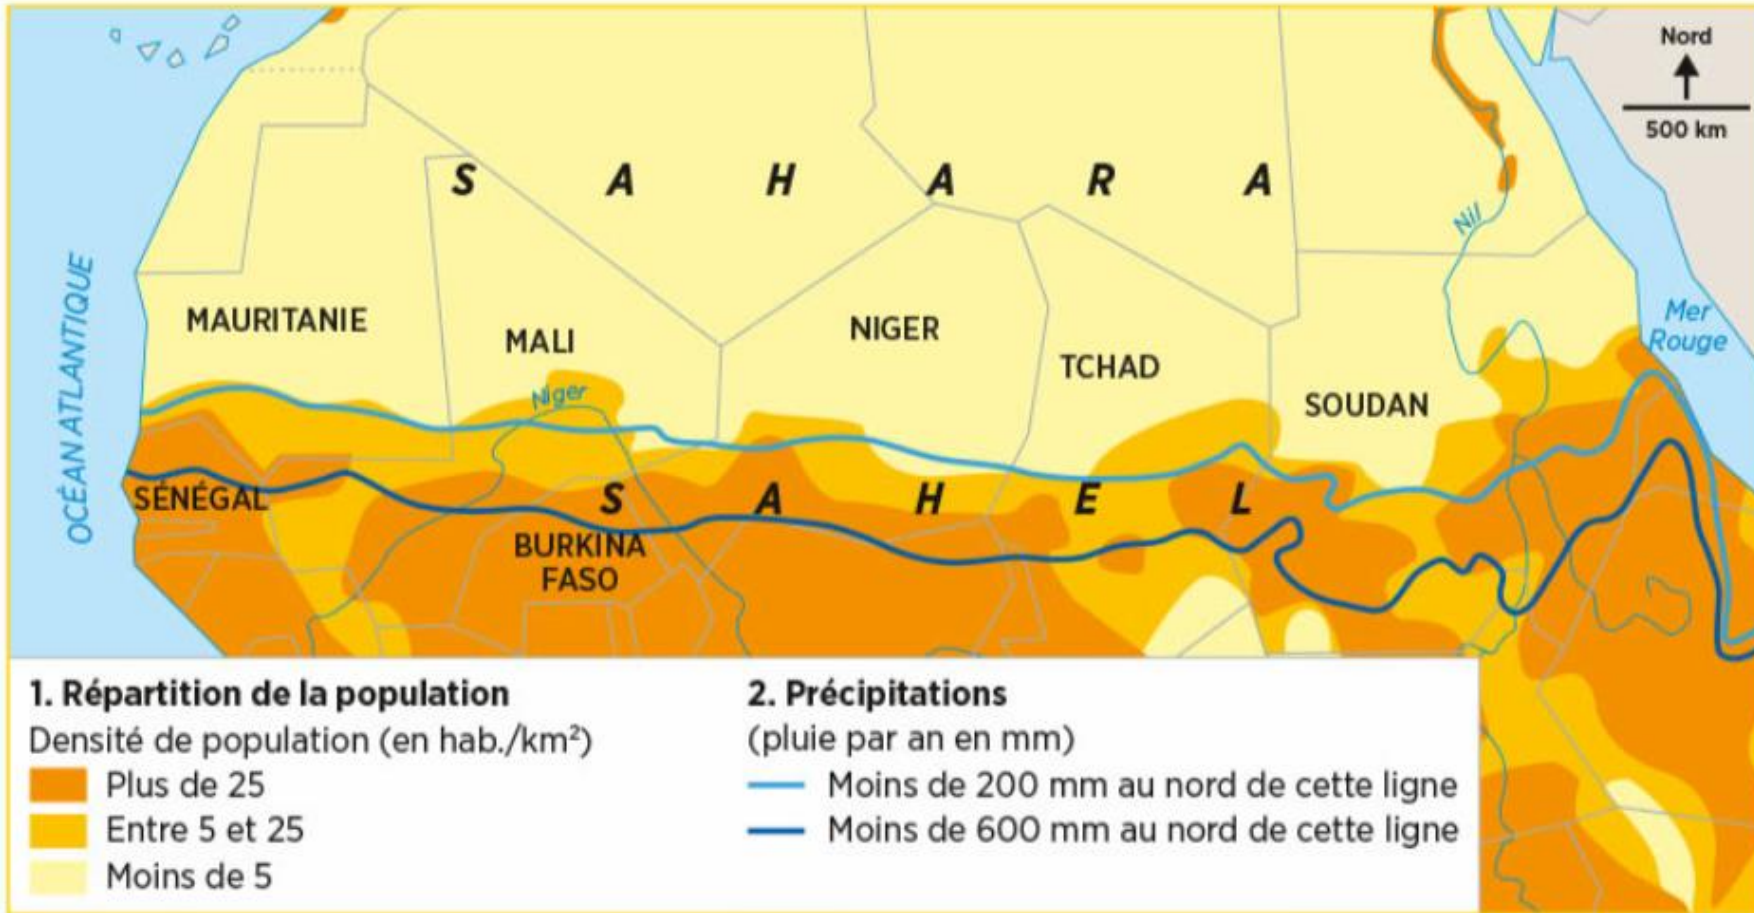 Nord
500 km
SAHARA
Nil
OCÉAN ATLANTIQUE
MAURITANIE
MALI
NIGER
TCHAD
SOUDAN
Mer
Rouge
Niger
SÉNÉGAL
SAHEL
BURKINA
FASO
1. Répartition de la population
Densité de population (en hab./km²)
Plus de 25
Entre 5 et 25
Moins de 5
2. Précipitations
(pluie par an en mm)
Moins de 200 mm au nord de cette ligne
Moins de 600 mm au nord de cette ligne